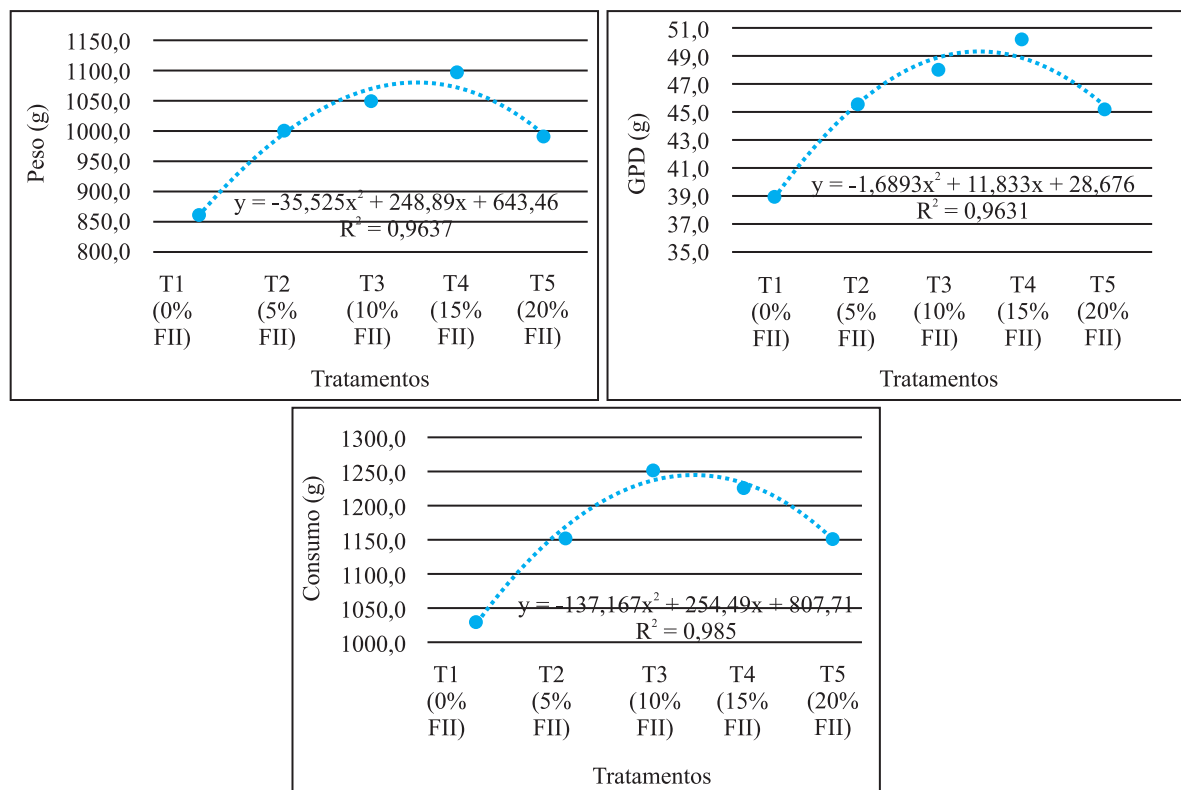 1150,0
1100,0
1050,0
1000,0
950,0
900,0
850,0
800,0
Peso (g)
y = -35,525x² + 248,89x + 643,46
R² = 0,9637
T1 T2 T3 T4 T5
(0% (5% (10% (15% (20%
FII) FII) FII) FII) FII)
Tratamentos
51,0
49,0
47,0
45,0
43,0
41,0
39,0
37,0
35,0
GPD (g)
y = -1,6893x² + 11,833x + 28,676
R² = 0,9631
T1 T2 T3 T4 T5
(0% (5% (10% (15% (20%
FII) FII) FII) FII) FII)
Tratamentos
1300,0
1250,0
1200,0
1150,0
1100,0
1050,0
1000,0
Consumo (g)
y = -137,167x² + 254,49x + 807,71
R² = 0,985
T1 T2 T3 T4 T5
(0% (5% (10% (15% (20%
FII) FII) FII) FII) FII)
Tratamentos